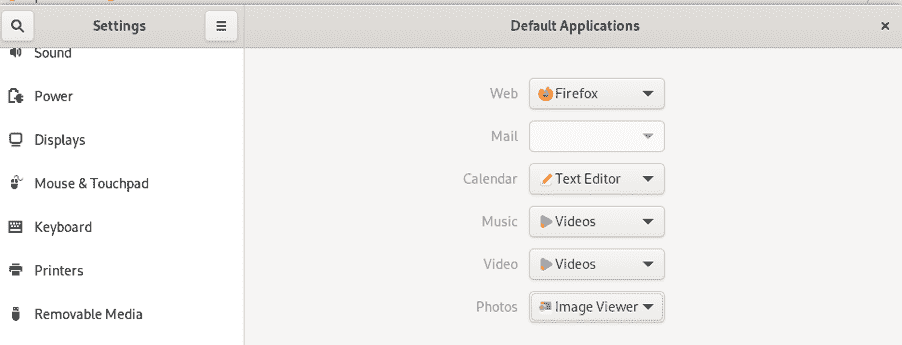 Settings
Default Applications
Sound
Power
Displays
Mouse & Touchpad
Keyboard
Printers
Removable Media
Web Firefox
Mail
Calendar Text Editor
Music Videos
Video Videos
Photos Image Viewer